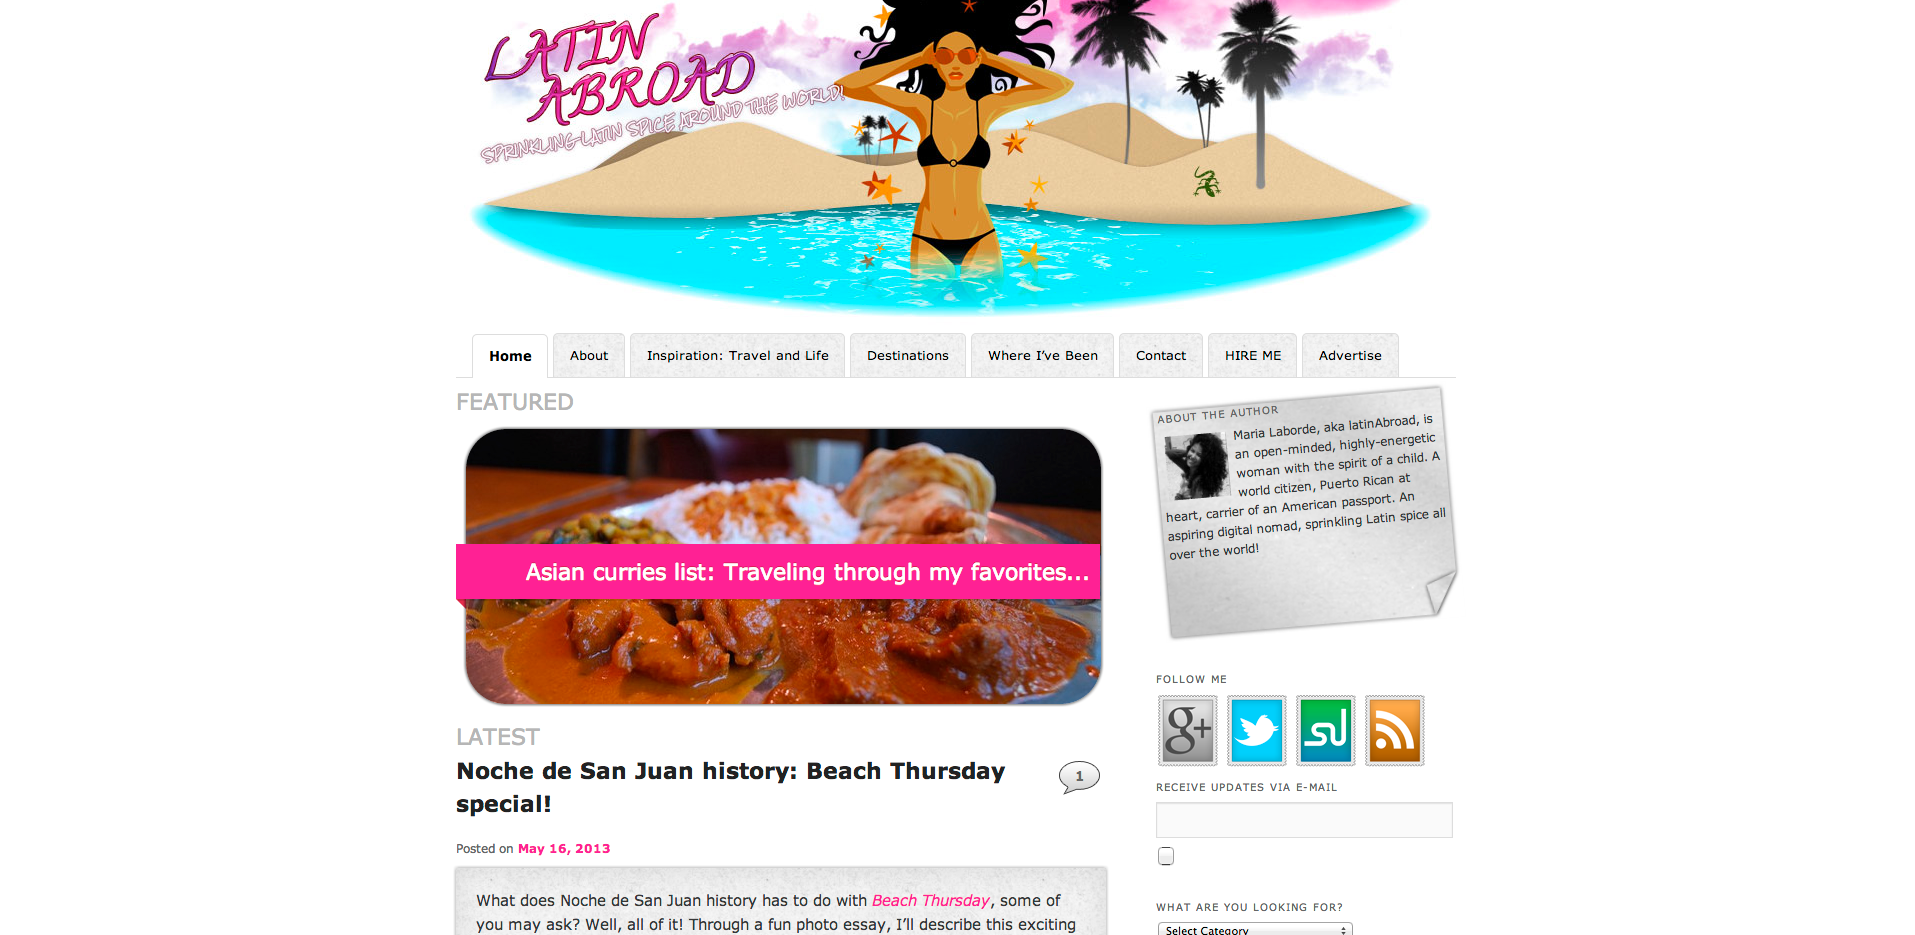 LATIN
ABROAD
SPRINKLING LATIN SPICE AROUND THE WORLD!
Home
About
Inspiration: Travel and Life
Destinations
Where I've Been
Contact
HIRE ME
Advertise
FEATURED
Asian curries list: Traveling through my favorites...
LATEST
Noche de San Juan history: Beach Thursday
special!
1
Posted on May 16, 2013
What does Noche de San Juan history has to do with Beach Thursday, some of
you may ask? Well, all of it! Through a fun photo essay, I'll describe this exciting
ABOUT THE AUTHOR
Maria Laborde, aka latinAbroad, is
an open-minded, highly-energetic
woman with the spirit of a child. A
world citizen, Puerto Rican at
heart, carrier of an American passport. An
aspiring digital nomad, sprinkling Latin spice all
over the world!
FOLLOW ME
g+
RECEIVE UPDATES VIA E-MAIL
WHAT ARE YOU LOOKING FOR?
Select Category